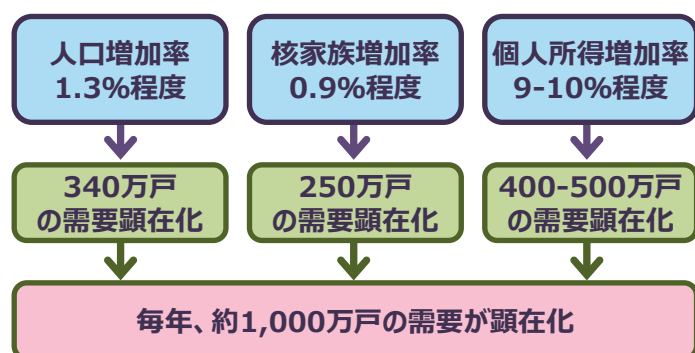 人口増加率
1.3%程度
核家族増加率
0.9%程度
個人所得増加率
9-10%程度
340万戸
の需要顕在化
250万戸
の需要顕在化
400-500万戸
の需要顕在化
毎年、約1,000万戸の需要が顕在化